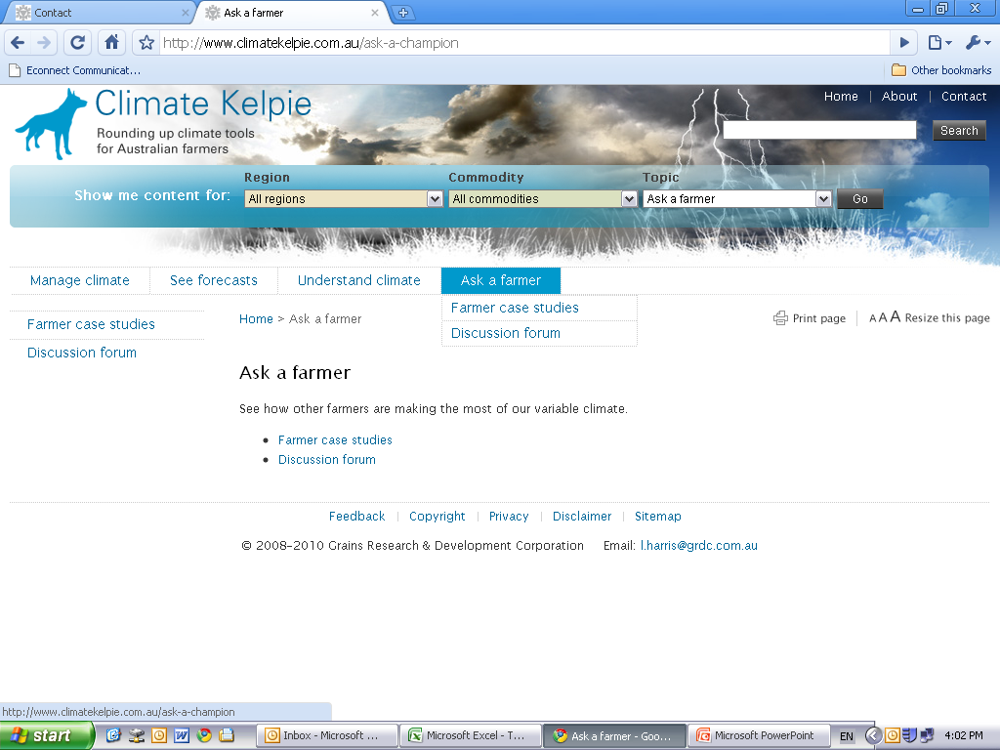 Contact
Ask a farmer
http://www.climatekelpie.com.au/ask-a-champion
Econnect Communicat...
Other bookmarks
Climate Kelpie
Rounding up climate tools
for Australian farmers
Home | About | Contact
Search
Show me content for:
Region
All regions
Commodity
All commodities
Topic
Ask a farmer
Go
Manage climate
See forecasts
Understand climate
Ask a farmer
Farmer case studies
Discussion forum
Farmer case studies
Discussion forum
Home > Ask a farmer
Print page
A A A Resize this page
Ask a farmer
See how other farmers are making the most of our variable climate.
• Farmer case studies
• Discussion forum
Feedback | Copyright | Privacy | Disclaimer | Sitemap
© 2008-2010 Grains Research & Development Corporation Email: l.harris@grdc.com.au
http://www.climatekelpie.com.au/ask-a-champion
start
Inbox - Microsoft ...
Microsoft Excel - T...
Ask a farmer - Goo...
Microsoft PowerPoint
EN
4:02 PM